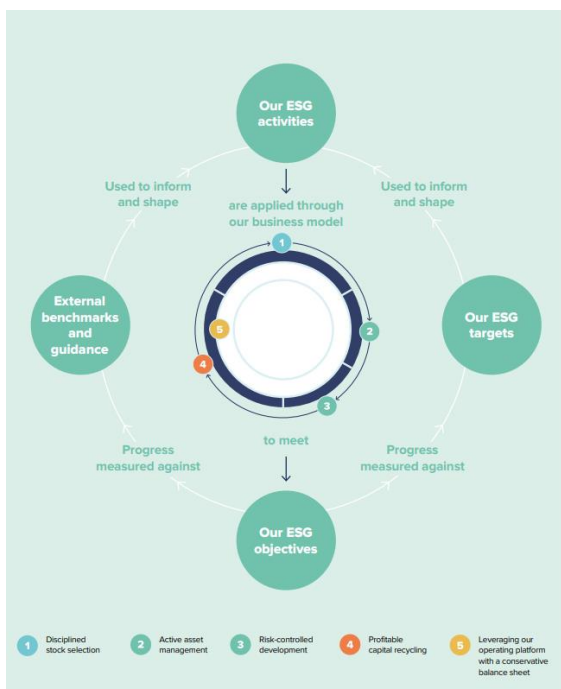 Our ESG
activities
Used to inform
and shape
Used to inform
and shape
are applied through
our business model
1
External
benchmarks
and
guidance
5
2
Our ESG
targets
4
3
to meet
Progress
measured against
Progress
measured against
Our ESG
objectives
1
Disciplined
stock selection
2
Active asset
management
3
Risk-controlled
development
4
Profitable
capital recycling
5
Leveraging our
operating platform
with a conservative
balance sheet